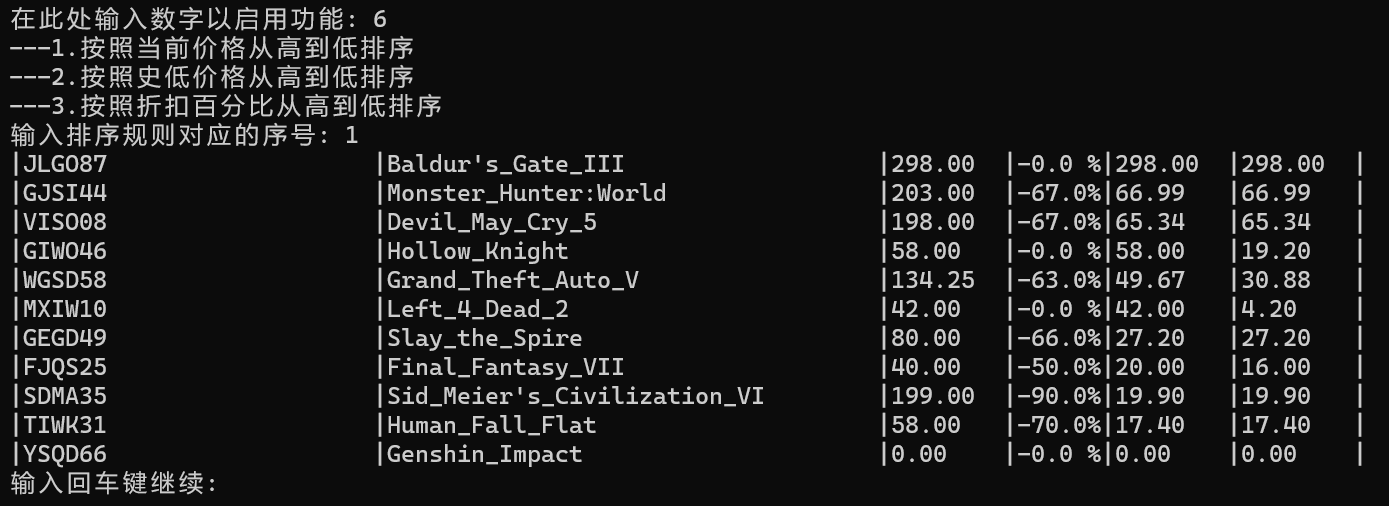 在此处输入数字以启用功能: 6
---1.按照当前价格从高到低排序
---2.按照史低价格从高到低排序
---3.按照折扣百分比从高到低排序
输入排序规则对应的序号: 1
|JLGO87 |Baldur's_Gate_III |298.00 |-0.0 %|298.00 |298.00 |
|GJSI44 |Monster_Hunter:World |203.00 |-67.0%|66.99 |66.99 |
|VISO08 |Devil_May_Cry_5 |198.00 |-67.0%|65.34 |65.34 |
|GIWO46 |Hollow_Knight |58.00 |-0.0 %|58.00 |19.20 |
|WGSD58 |Grand_Theft_Auto_V |134.25 |-63.0%|49.67 |30.88 |
|MXIW10 |Left_4_Dead_2 |42.00 |-0.0 %|42.00 |4.20 |
|GEGD49 |Slay_the_Spire |80.00 |-66.0%|27.20 |27.20 |
|FJQS25 |Final_Fantasy_VII |40.00 |-50.0%|20.00 |16.00 |
|SDMA35 |Sid_Meier's_Civilization_VI |199.00 |-90.0%|19.90 |19.90 |
|TIWK31 |Human_Fall_Flat |58.00 |-70.0%|17.40 |17.40 |
|YSQD66 |Genshin_Impact |0.00 |-0.0 %|0.00 |0.00 |
输入回车键继续: